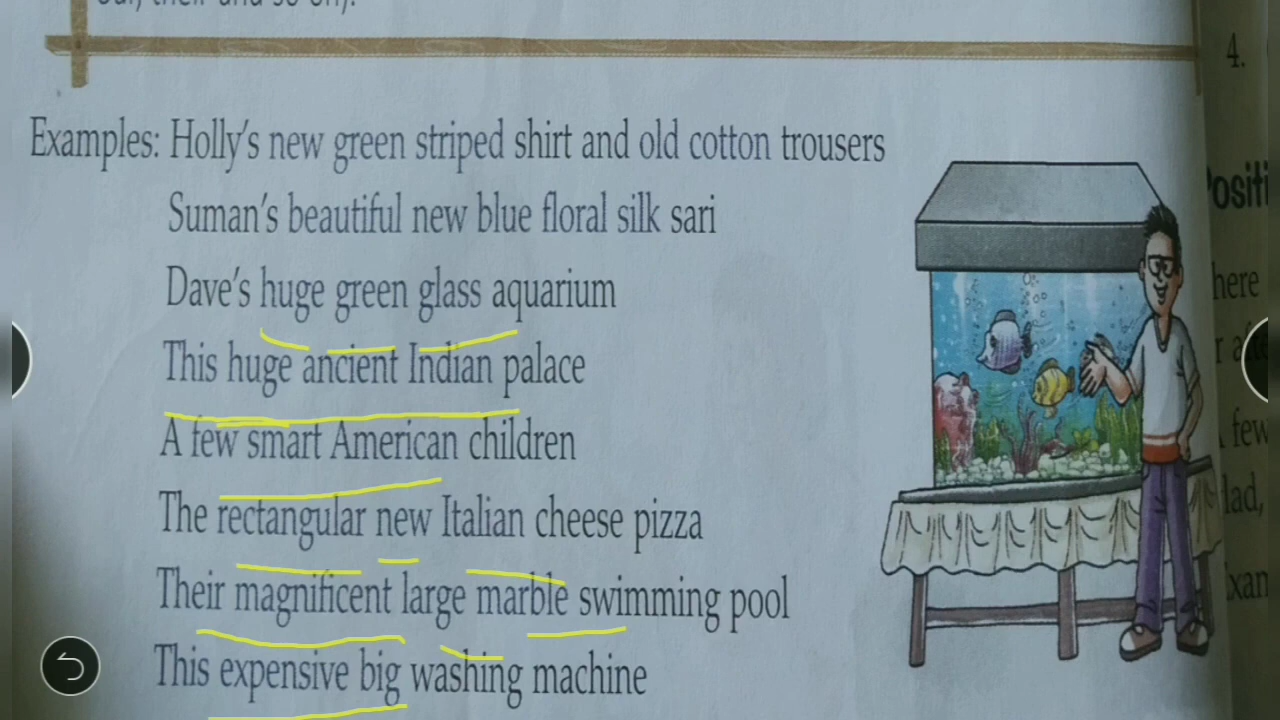 Examples: Holly's new green striped shirt and old cotton trousers
Suman's beautiful new blue floral silk sari
Dave's huge green glass aquarium
This huge ancient Indian palace
A few smart American children
The rectangular new Italian cheese pizza
Their magnificent large marble swimming pool
This expensive big washing machine
4.
few